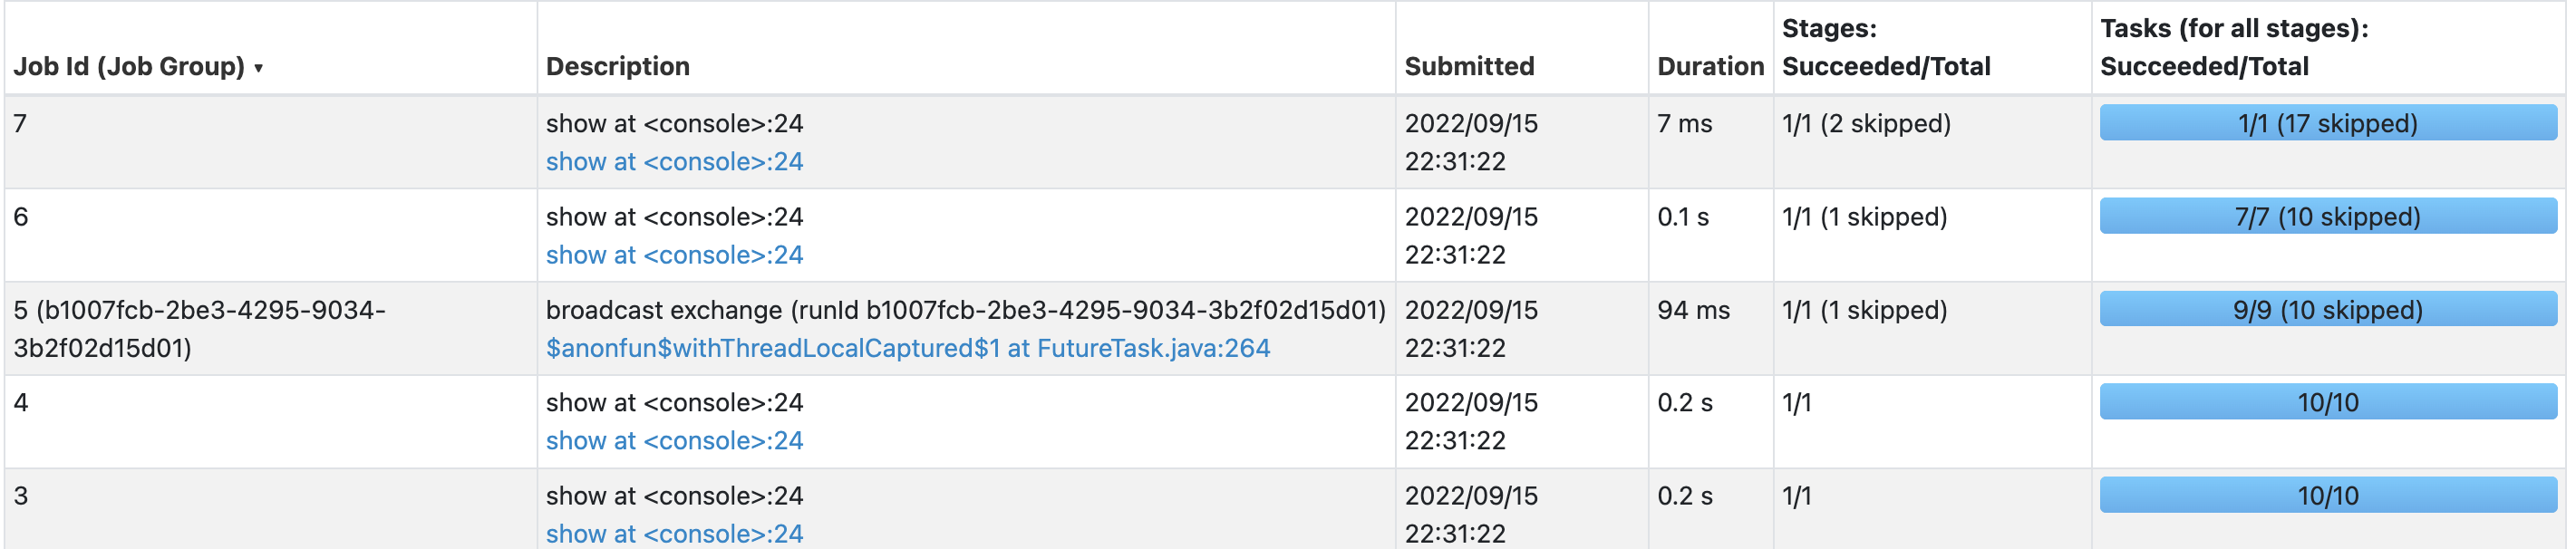 Job Id (Job Group) ▾ Description Submitted Duration Stages: Succeeded/Total Tasks (for all stages): Succeeded/Total
7
show at <console>:24
show at <console>:24
2022/09/15
22:31:22
7 ms
1/1 (2 skipped)
1/1 (17 skipped)
6
show at <console>:24
show at <console>:24
2022/09/15
22:31:22
0.1 s
1/1 (1 skipped)
7/7 (10 skipped)
5 (b1007fcb-2be3-4295-9034-
3b2f02d15d01)
broadcast exchange (runId b1007fcb-2be3-4295-9034-3b2f02d15d01)
$anonfun$withThreadLocalCaptured$1 at FutureTask.java:264
2022/09/15
22:31:22
94 ms
1/1 (1 skipped)
9/9 (10 skipped)
4
show at <console>:24
show at <console>:24
2022/09/15
22:31:22
0.2 s
1/1
10/10
3
show at <console>:24
show at <console>:24
2022/09/15
22:31:22
0.2 s
1/1
10/10